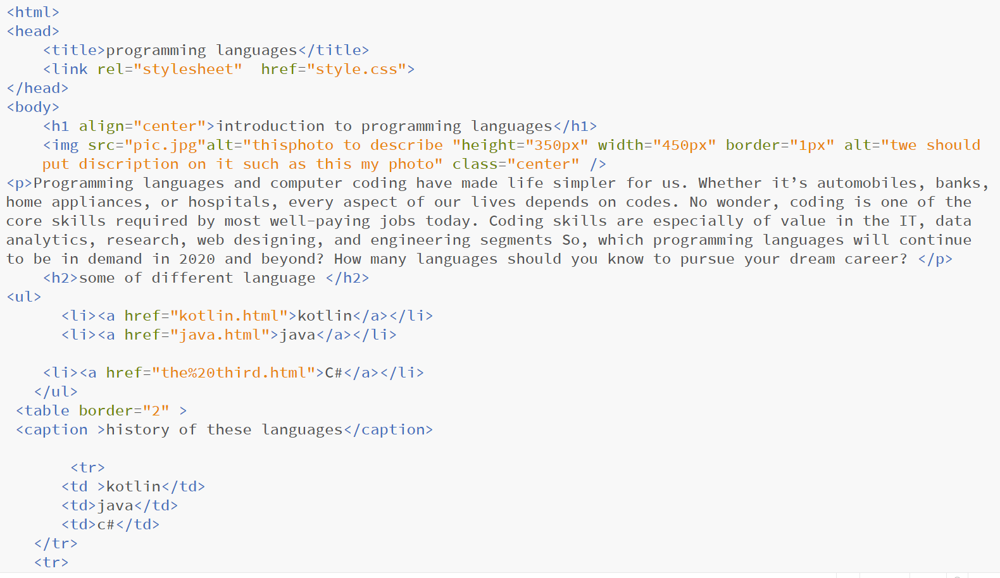 <html>
<head>
    <title>programming languages</title>
    <link rel="stylesheet"  href="style.css">
</head>
<body>
    <h1 align="center">introduction to programming languages</h1>
    <img src="pic.jpg"alt="thisphoto to describe "height="350px" width="450px" border="1px" alt="twe should
    put discription on it such as this my photo" class="center" />
<p>Programming languages and computer coding have made life simpler for us. Whether it’s automobiles, banks,
home appliances, or hospitals, every aspect of our lives depends on codes. No wonder, coding is one of the
core skills required by most well-paying jobs today. Coding skills are especially of value in the IT, data
analytics, research, web designing, and engineering segments So, which programming languages will continue
to be in demand in 2020 and beyond? How many languages should you know to pursue your dream career? </p>
    <h2>some of different language </h2>
<ul>
      <li><a href="kotlin.html">kotlin</a></li>
      <li><a href="java.html">java</a></li>

    <li><a href="the%20third.html">C#</a></li>
   </ul>
 <table border="2" >
 <caption >history of these languages</caption>

       <tr>
      <td >kotlin</td>
      <td>java</td>
      <td>c#</td>
   </tr>
   <tr>